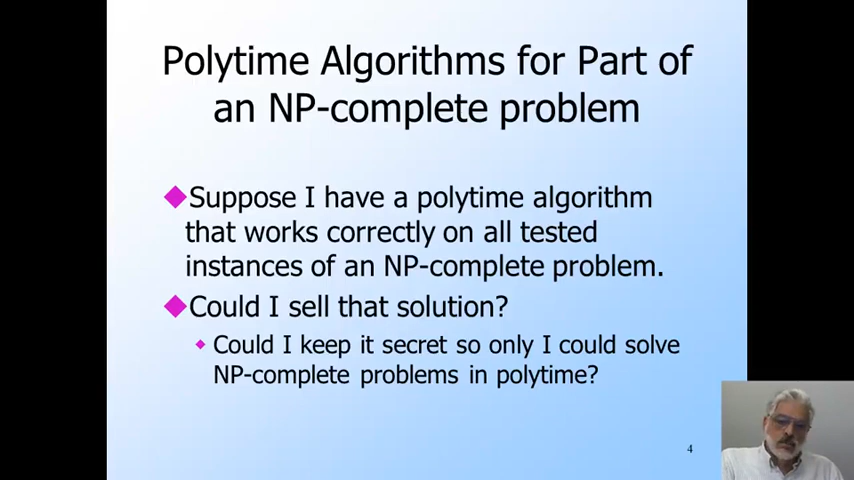 Polytime Algorithms for Part of
an NP-complete problem
Suppose I have a polytime algorithm
that works correctly on all tested
instances of an NP-complete problem.
Could I sell that solution?
Could I keep it secret so only I could solve
NP-complete problems in polytime?
4